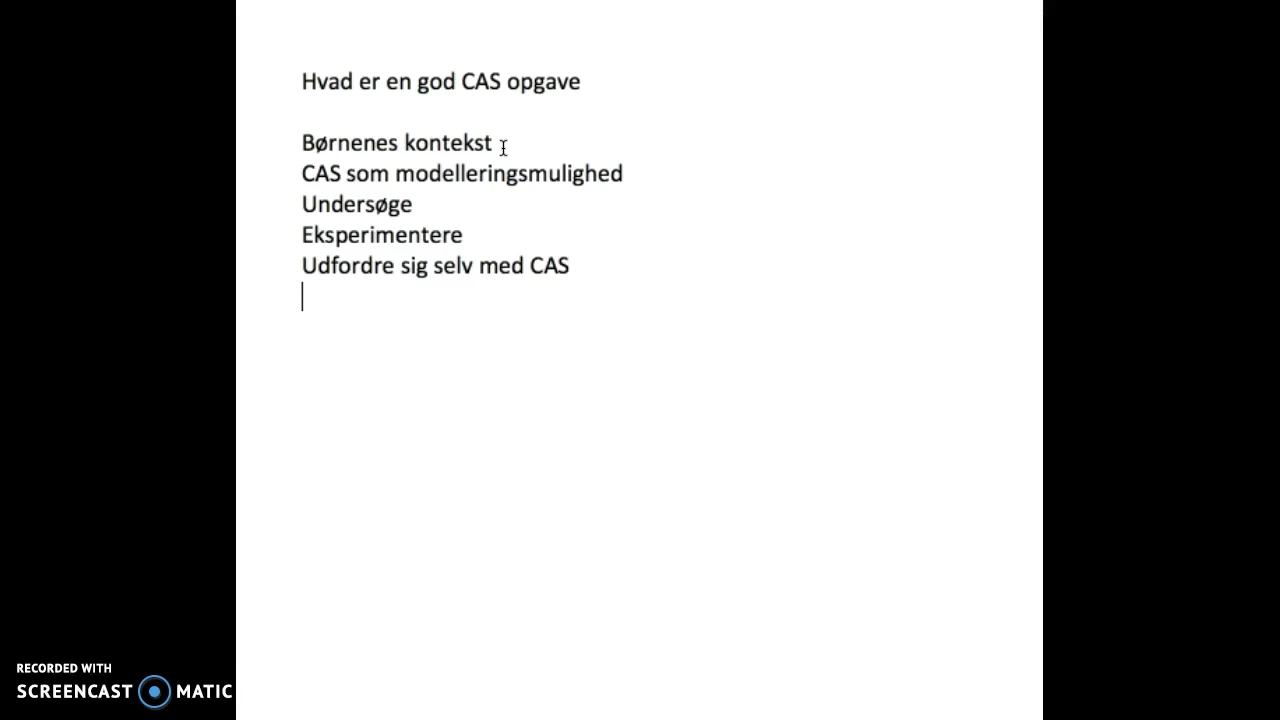 Hvad er en god CAS opgave
Børnenes kontekst
CAS som modelleringsmulighed
Undersøge
Eksperimentere
Udfordre sig selv med CAS
RECORDED WITH
SCREENCAST MATIC